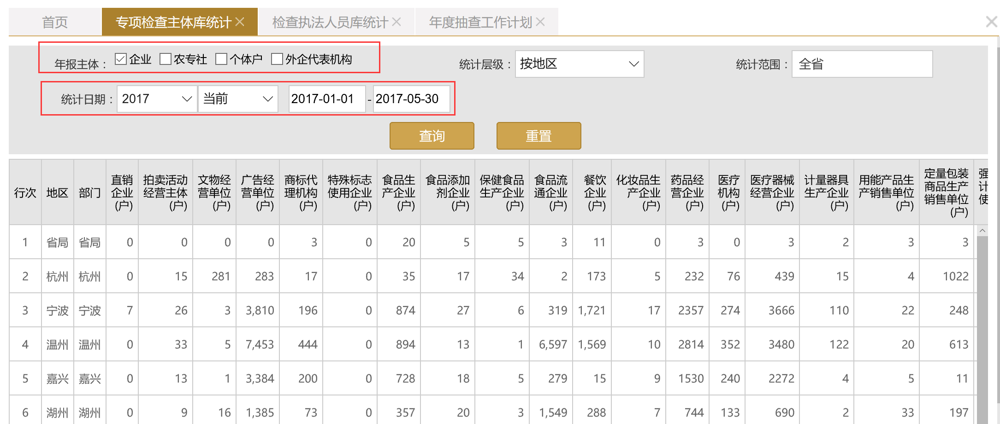 首页 专项检查主体库统计 检查执法人员库统计 年度抽查工作计划
年报主体： 企业 农专社 个体户 外企代表机构 统计层级： 按地区 统计范围： 全省
统计日期： 2017 当前 2017-01-01 - 2017-05-30
查询 重置
行次 地区 部门 直销企业(户) 拍卖活动经营主体(户) 文物经营单位(户) 广告经营单位(户) 商标代理机构(户) 特殊标志使用企业(户) 食品生产企业(户) 食品添加剂企业(户) 保健食品生产企业(户) 食品流通企业(户) 餐饮企业(户) 化妆品生产企业(户) 药品经营企业(户) 医疗机构(户) 医疗器械经营企业(户) 计量器具生产企业(户) 用能产品生产销售单位(户) 定量包装商品生产销售单位(户) 强计使
1 省局 省局 0 0 0 0 3 0 20 5 5 3 11 0 3 0 3 2 3 3
2 杭州 杭州 0 15 281 283 17 0 35 17 34 2 173 5 232 76 439 15 4 1022
3 宁波 宁波 7 26 3 3,810 196 0 874 27 6 319 1,721 17 2357 274 3666 110 22 248
4 温州 温州 0 33 5 7,453 444 0 894 13 1 6,597 1,569 10 2814 352 3480 122 20 613
5 嘉兴 嘉兴 0 13 1 3,384 200 0 728 18 5 279 15 9 1530 240 2272 4 5 11
6 湖州 湖州 0 9 16 1,385 73 0 357 20 3 1,549 288 7 744 133 690 2 33 197